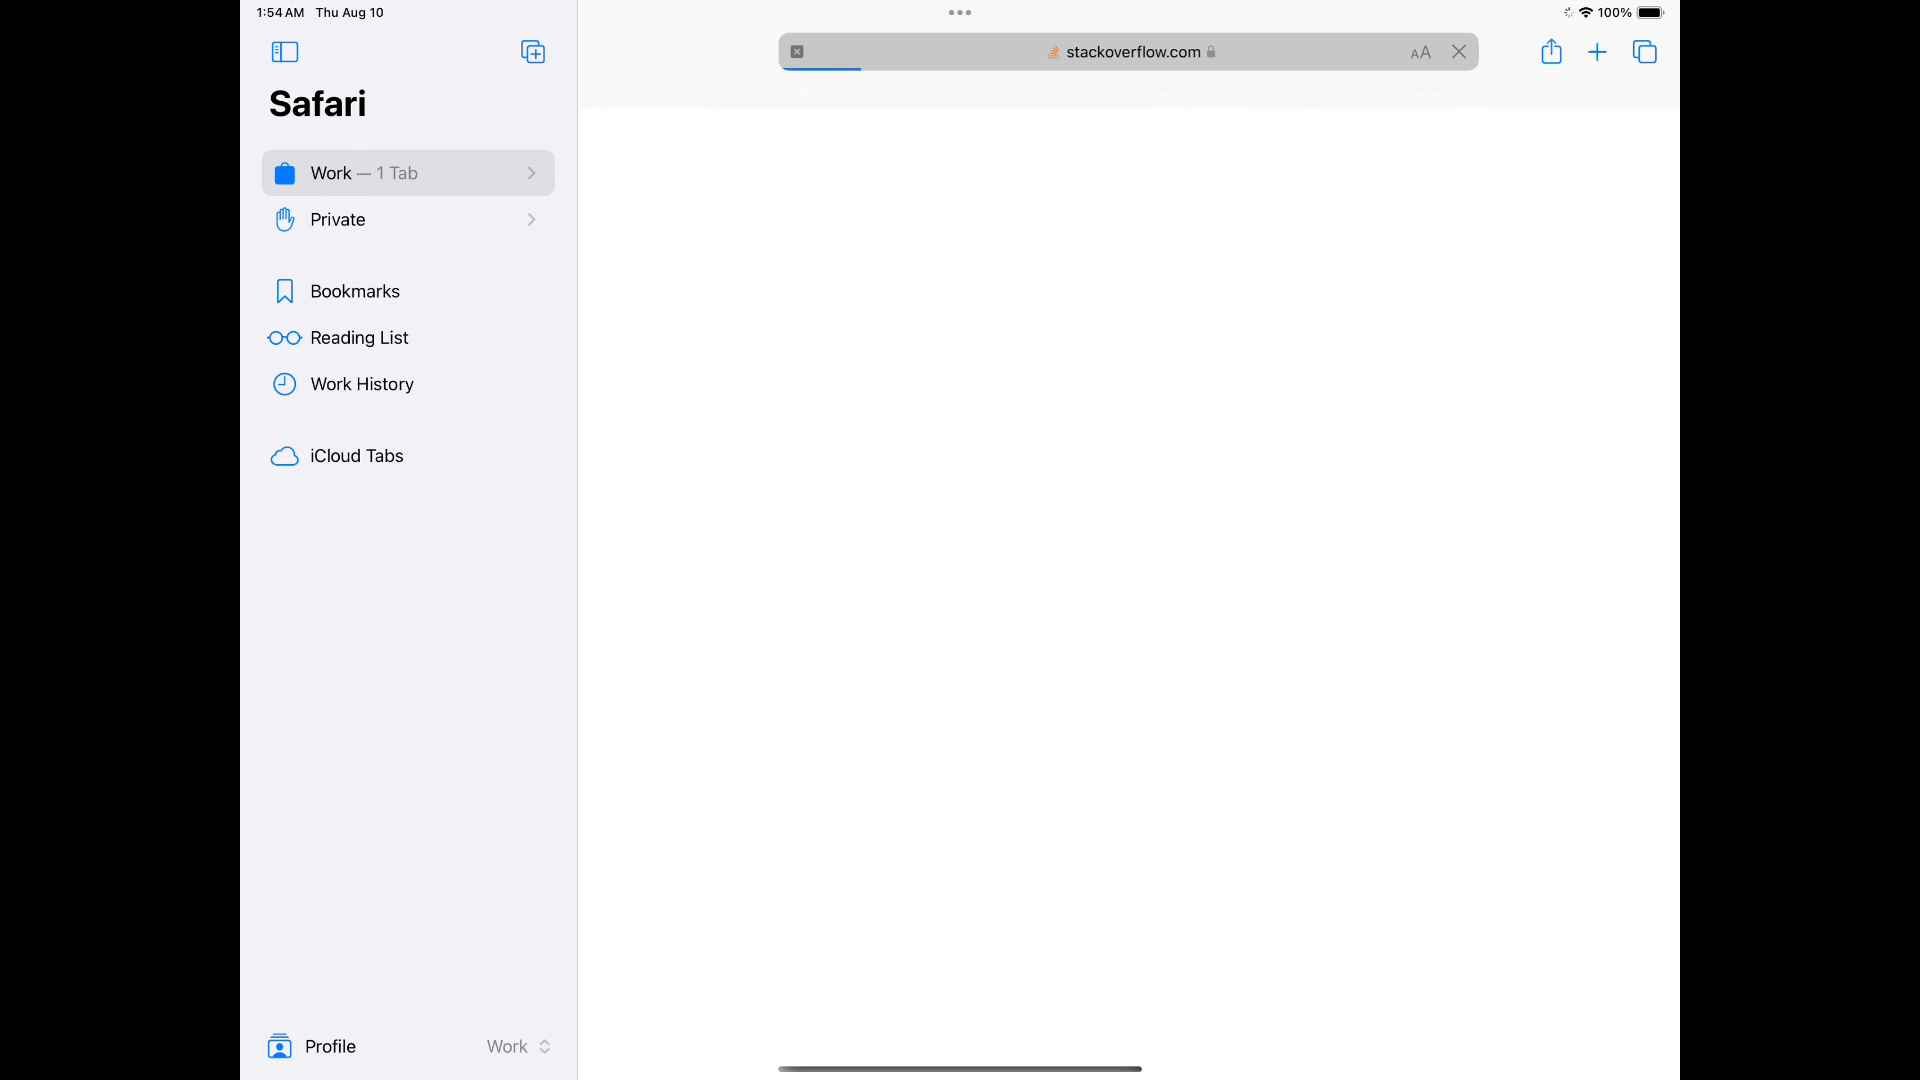 1:54 AM Thu Aug 10
100%
stackoverflow.com
AA
Safari
Work — 1 Tab
Private
Bookmarks
Reading List
Work History
iCloud Tabs
Profile Work